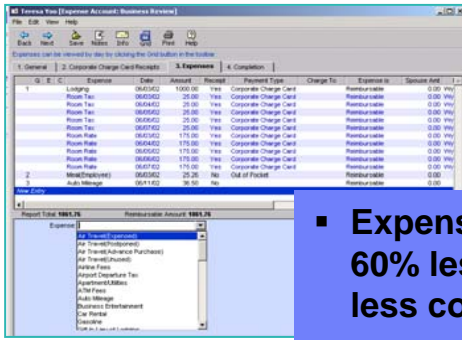 Teresa You [Expense Account: Business Review]
File Edit View Help
Back Next Save Notes Info Grid Print Help
Expenses can be viewed by day by clicking the Grid button in the toolbar
1. General 2. Corporate Charge Card Receipts 3. Expenses 4. Completion
G E C Expense Date Amount Receipt Payment Type Charge To Expense is Spouse Amt
1 Lodging 06/03/02 1000.00 Yes Corporate Charge Card Reimbursable 0.00
Room Tax 06/03/02 25.00 Yes Corporate Charge Card Reimbursable 0.00
Room Tax 06/04/02 25.00 Yes Corporate Charge Card Reimbursable 0.00
Room Tax 06/05/02 25.00 Yes Corporate Charge Card Reimbursable 0.00
Room Tax 06/06/02 25.00 Yes Corporate Charge Card Reimbursable 0.00
Room Tax 06/07/02 25.00 Yes Corporate Charge Card Reimbursable 0.00
Room Rate 06/03/02 175.00 Yes Corporate Charge Card Reimbursable 0.00
Room Rate 06/04/02 175.00 Yes Corporate Charge Card Reimbursable 0.00
Room Rate 06/05/02 175.00 Yes Corporate Charge Card Reimbursable 0.00
Room Rate 06/06/02 175.00 Yes Corporate Charge Card Reimbursable 0.00
Room Rate 06/07/02 175.00 Yes Corporate Charge Card Reimbursable 0.00
2 Meal(Employee) 06/03/02 25.26 No Out of Pocket Reimbursable 0.00
3 Auto Mileage 06/11/02 36.50 No Reimbursable 0.00
New Entry
Report Total: 1061.76 Reimbursable Amount: 1061.76
Expense
Air Travel(Expensed)
Air Travel(Postponed)
Air Travel(Advance Purchase)
Air Travel(Unused)
Airline Fees
Airport Departure Tax
Apartment/Utilities
ATM Fees
Auto Mileage
Business Entertainment
Car Rental
Gasoline
Gift In Lieu of Lodging
▪ Expens
60% les
less co